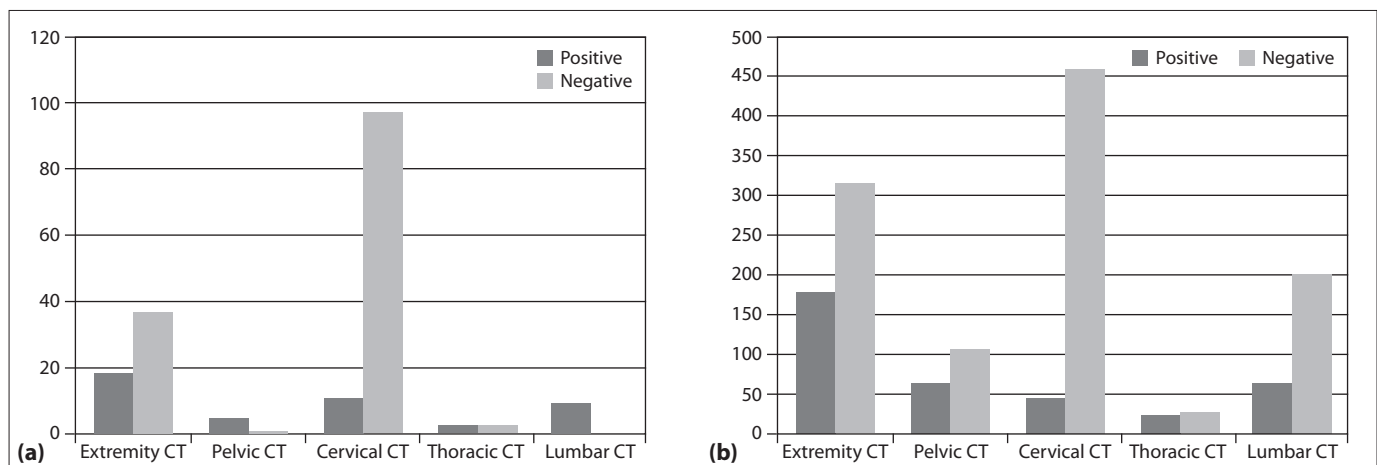 120
100
80
60
40
20
0
Positive
Negative
Extremity CT Pelvic CT Cervical CT Thoracic CT Lumbar CT
(a)
500
450
400
350
300
250
200
150
100
50
0
Positive Negative
Extremity CT Pelvic CT Cervical CT Thoracic CT Lumbar CT
(b)